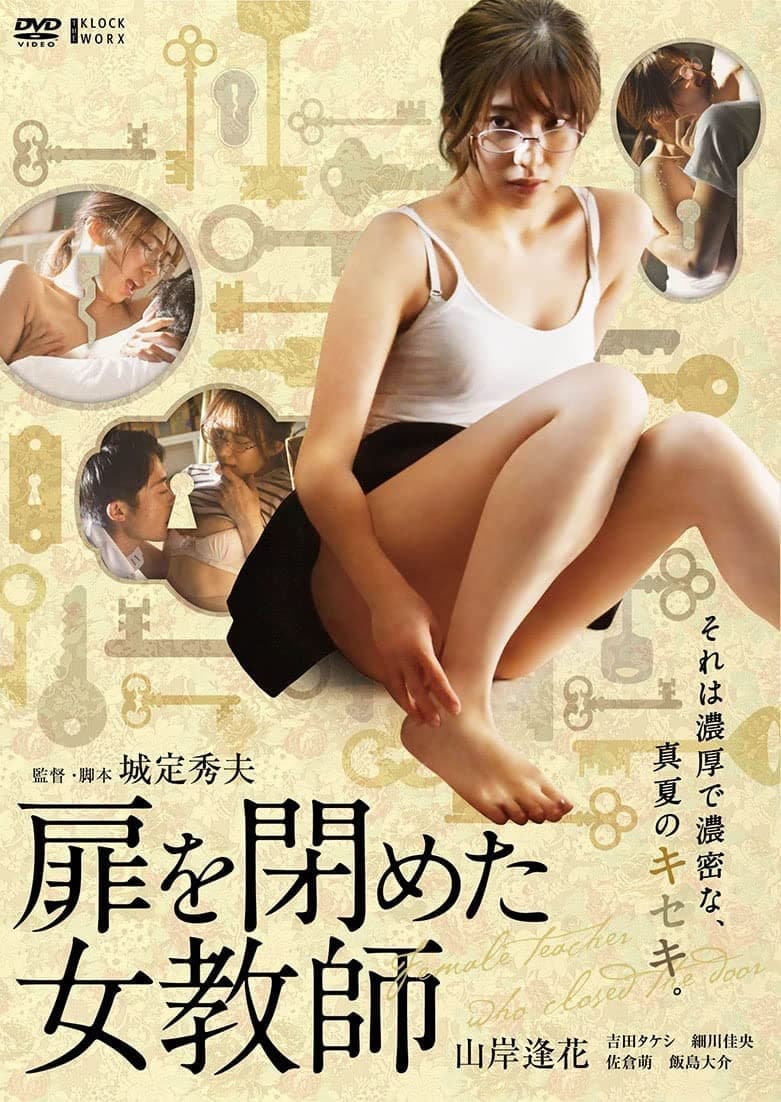 DVD
VIDEO
THE KLOCK WORX
それは濃厚で濃密な、
真夏のキセキ。
監督・脚本 城定秀夫
扉を閉めた
女教師
Female teacher
who closed the door
山岸逢花
吉田タケシ 細川佳央
佐倉萌 飯島大介